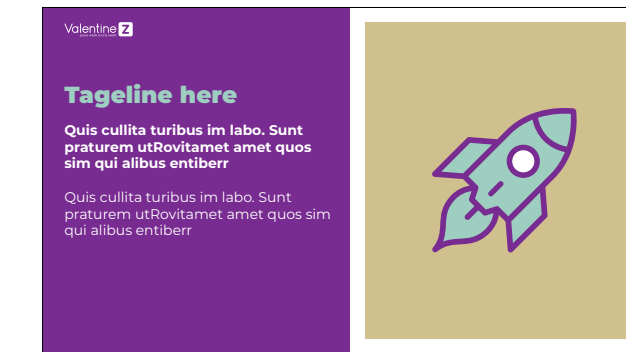 Valentine Z
Tageline here
Quis cullita turibus im labo. Sunt
praturem utRovitamet amet quos
sim qui alibus entiberr
Quis cullita turibus im labo. Sunt
praturem utRovitamet amet quos sim
qui alibus entiberr